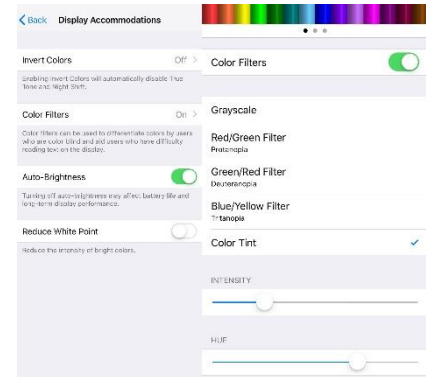 Back
Display Accommodations
Invert Colors
Off
Enabling Invert Colors will automatically disable True
Tone and Night Shift.
Color Filters
On
Color filters can be used to differentiate colors by users
who are color blind and aid users who have difficulty
reading text on the display.
Auto-Brightness
Turning off auto-brightness may affect battery life and
long-term display performance.
Reduce White Point
Reduce the intensity of bright colors.
Color Filters
Grayscale
Red/Green Filter
Protanopia
Green/Red Filter
Deuteranopia
Blue/Yellow Filter
Tritanopia
Color Tint
INTENSITY
HUE